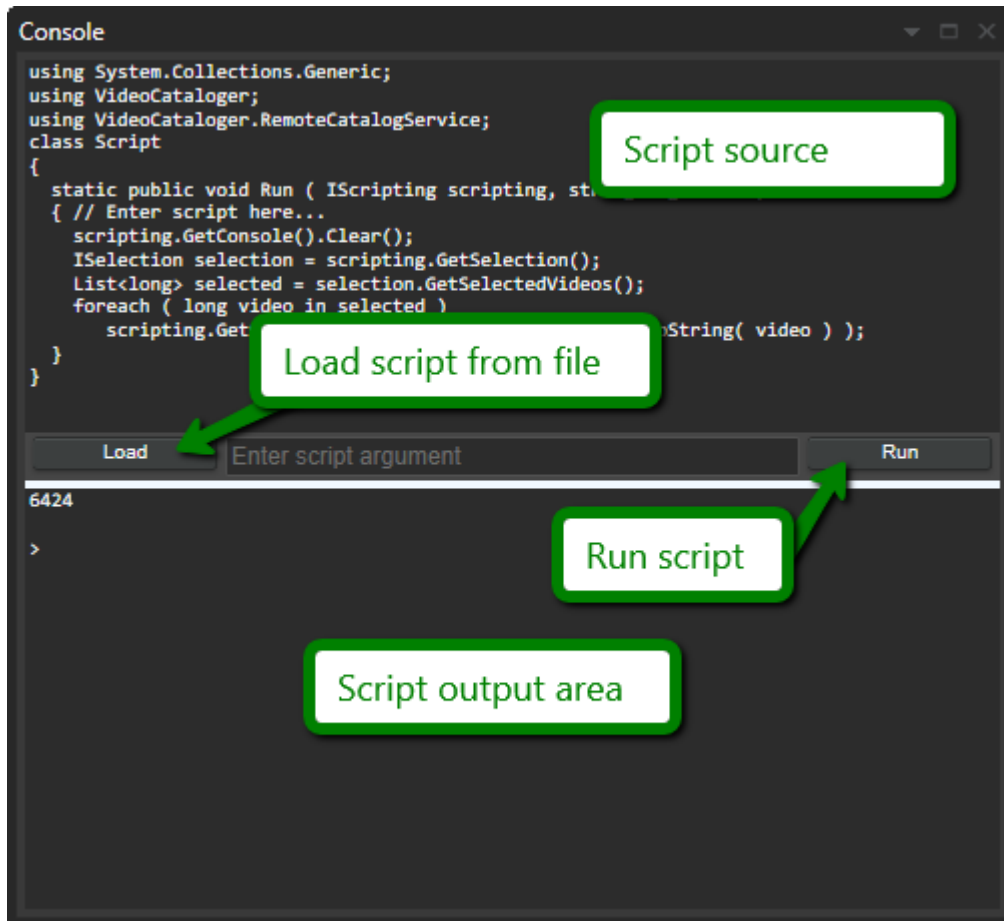 Console
using System.Collections.Generic;
using VideoCataloger;
using VideoCataloger.RemoteCatalogService;
class Script
{
static public void Run ( IScripting scripting,
{ // Enter script here...
scripting.GetConsole().Clear();
ISelection selection = scripting.GetSelection();
List<long> selected = selection.GetSelectedVideos();
foreach ( long video in selected )
scripting.Get String( video ) );
}
}
Script source
Load script from file
Load
Enter script argument
Run
6424
>
Run script
Script output area